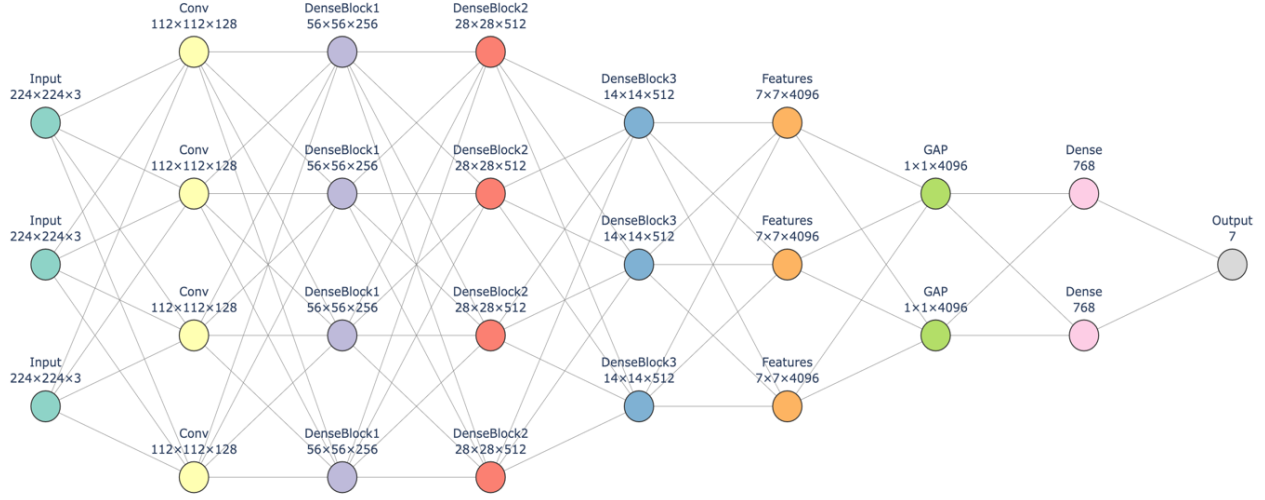 Conv
112×112×128
DenseBlock1
56×56×256
DenseBlock2
28×28×512
Input
224×224×3
DenseBlock3
14×14×512
Features
7×7×4096
Conv
112×112×128
DenseBlock1
56×56×256
DenseBlock2
28×28×512
GAP
1×1×4096
Dense
768
Input
224×224×3
DenseBlock3
14×14×512
Features
7×7×4096
Output
7
Conv
112×112×128
DenseBlock1
56×56×256
DenseBlock2
28×28×512
GAP
1×1×4096
Dense
768
Input
224×224×3
DenseBlock3
14×14×512
Features
7×7×4096
Conv
112×112×128
DenseBlock1
56×56×256
DenseBlock2
28×28×512